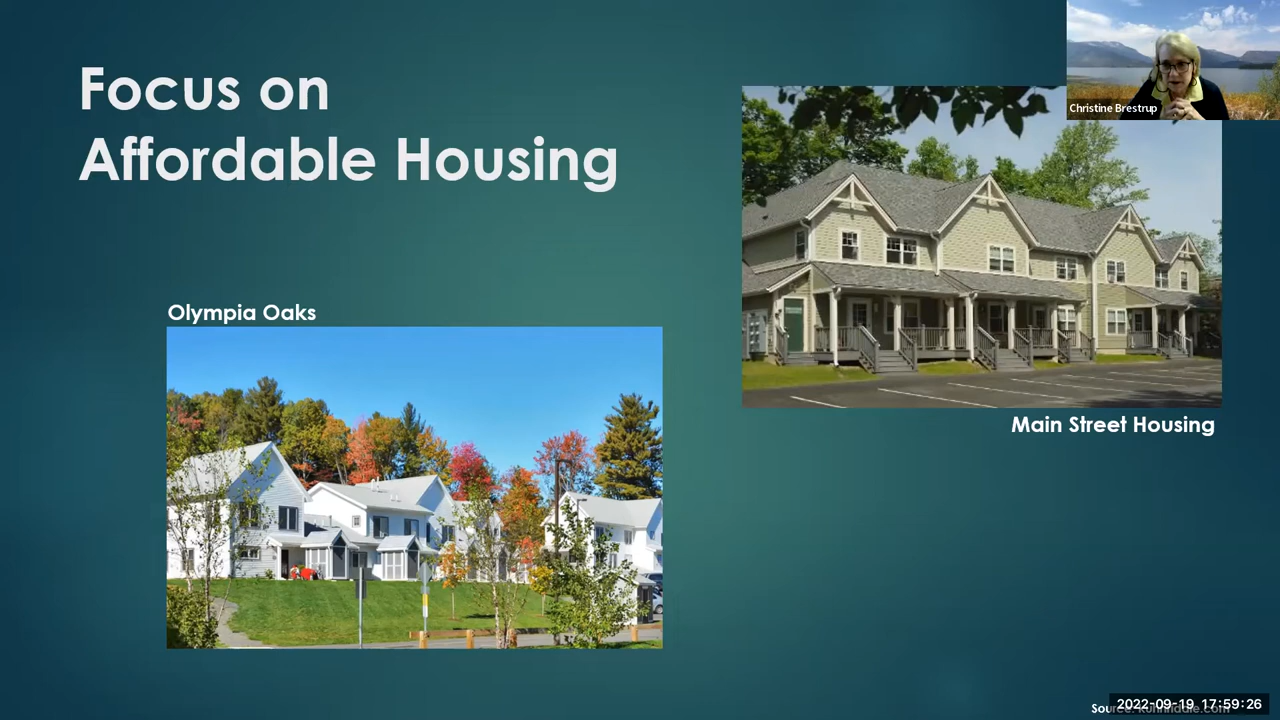 Focus on
Affordable Housing
Christine Brestrup
Olympia Oaks
Main Street Housing
2022-09-19 17:59:26